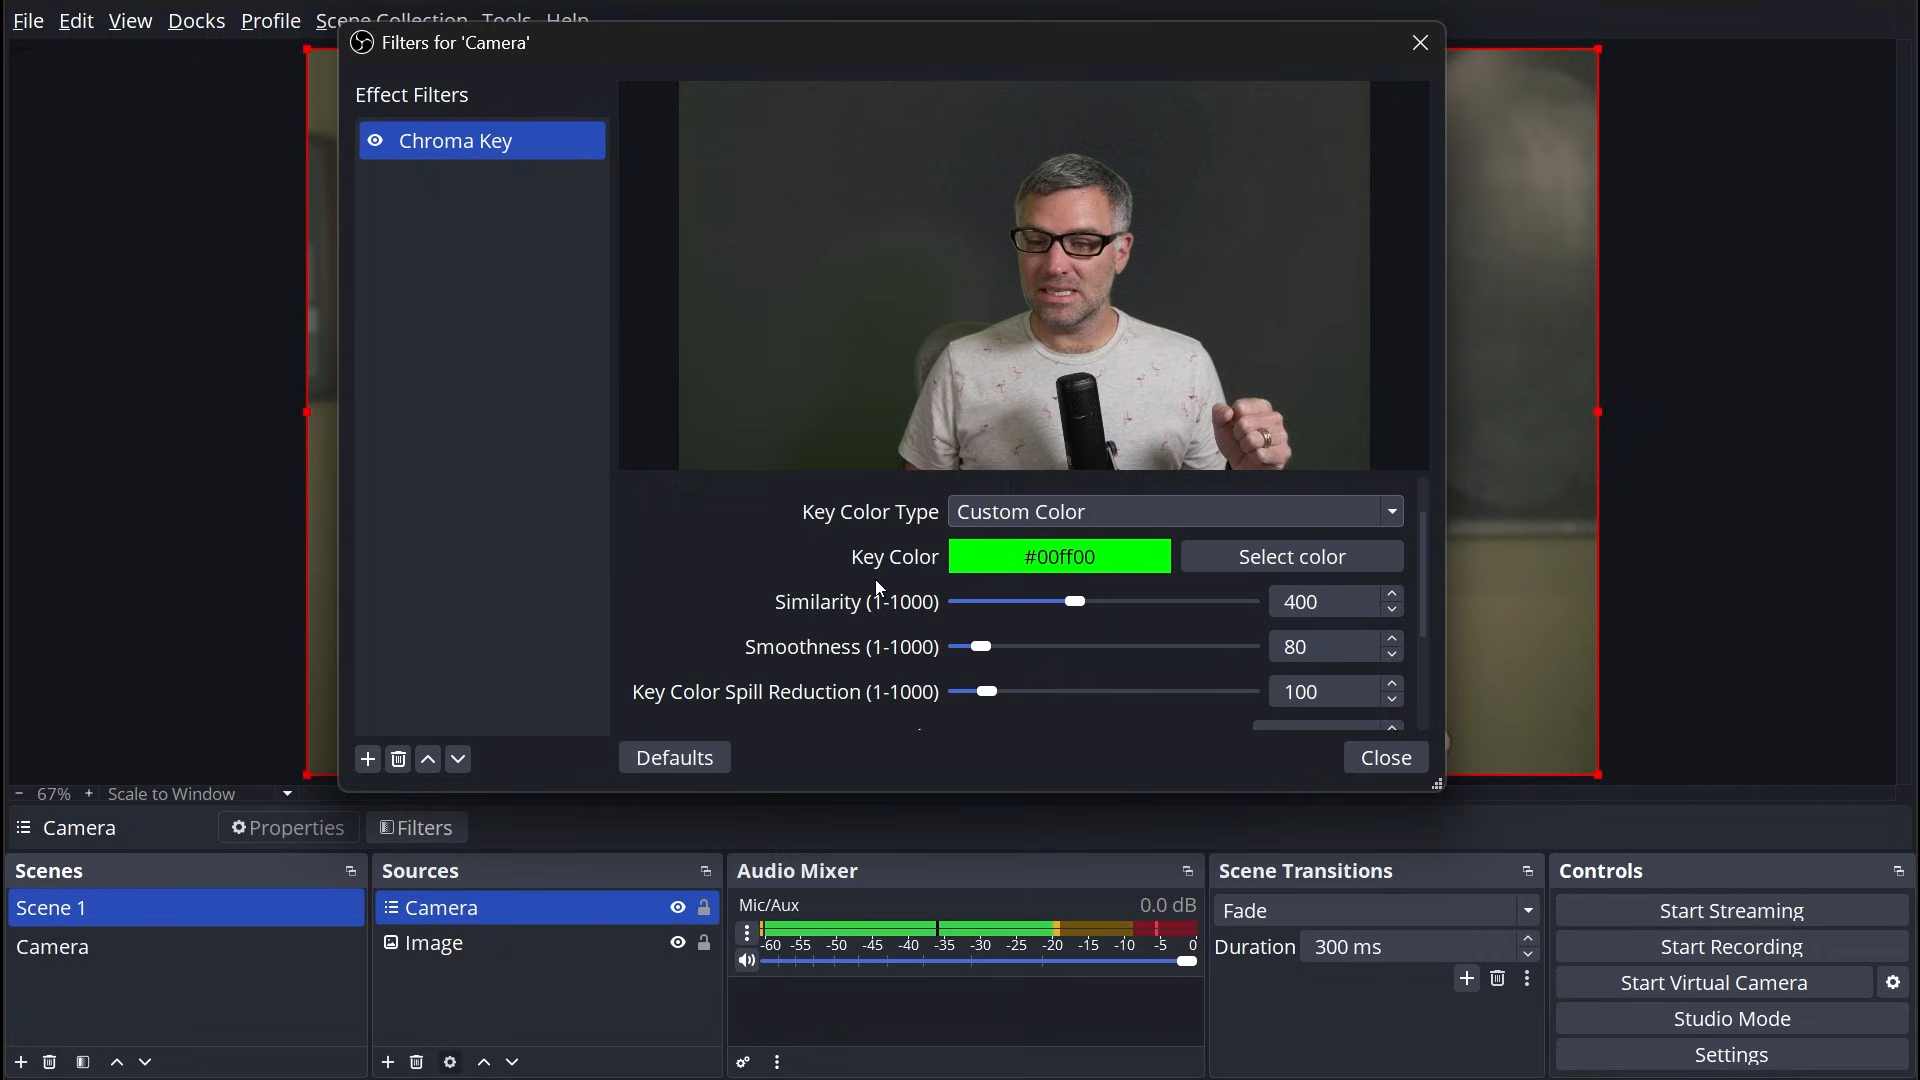 File Edit View Docks Profile Scene Collection Tools Help
Filters for 'Camera'
Effect Filters
Chroma Key
Key Color Type Custom Color
Key Color #00ff00 Select color
Similarity (1-1000) 400
Smoothness (1-1000) 80
Key Color Spill Reduction (1-1000) 100
Defaults Close
- 67% + Scale to Window
Camera Properties Filters
Scenes
Scene 1
Camera
Sources
Camera
Image
Audio Mixer
Mic/Aux 0.0 dB
-60 -55 -50 -45 -40 -35 -30 -25 -20 -15 -10 -5 0
Scene Transitions
Fade
Duration 300 ms
Controls
Start Streaming
Start Recording
Start Virtual Camera
Studio Mode
Settings